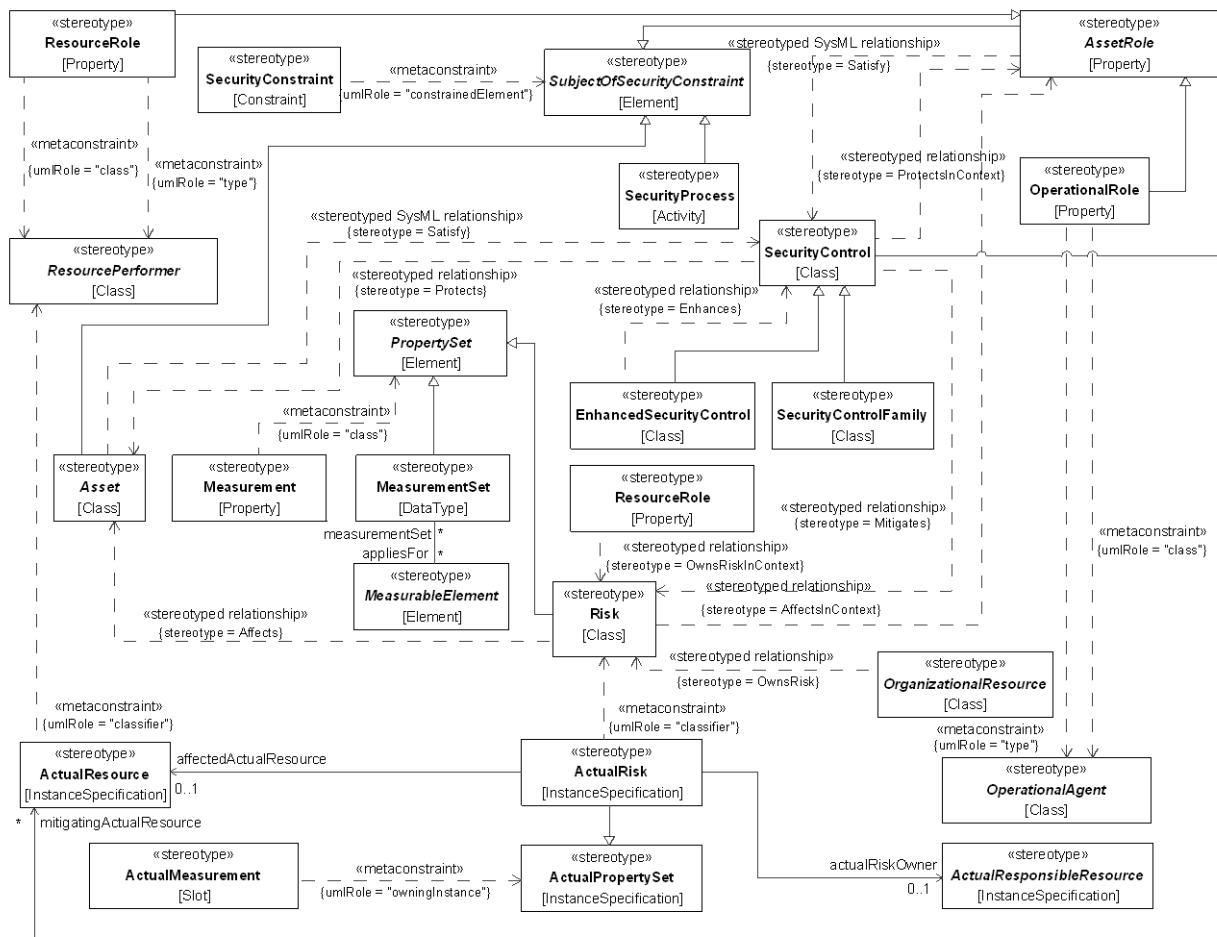 «stereotype»
ResourceRole
[Property]
«stereotype»
SecurityConstraint
[Constraint]
«metaconstraint»
{umlRole = "constrainedElement"}
«stereotype»
SubjectOfSecurityConstraint
[Element]
«stereotyped SysML relationship»
{stereotype = Satisfy}
«stereotype»
AssetRole
[Property]
«metaconstraint»
{umlRole = "class"}
«metaconstraint»
{umlRole = "type"}
«stereotype»
SecurityProcess
[Activity]
«stereotyped relationship»
{stereotype = ProtectsInContext}
«stereotype»
OperationalRole
[Property]
«stereotype»
ResourcePerformer
[Class]
«stereotyped SysML relationship»
{stereotype = Satisfy}
«stereotype»
SecurityControl
[Class]
«stereotyped relationship»
{stereotype = Protects}
«stereotyped relationship»
{stereotype = Enhances}
«stereotype»
PropertySet
[Element]
«stereotype»
EnhancedSecurityControl
[Class]
«stereotype»
SecurityControlFamily
[Class]
«metaconstraint»
{umlRole = "class"}
«stereotype»
Asset
[Class]
«stereotype»
Measurement
[Property]
«stereotype»
MeasurementSet
[DataType]
«stereotype»
ResourceRole
[Property]
«stereotyped relationship»
{stereotype = Mitigates}
measurementSet *
appliesFor *
«stereotyped relationship»
{stereotype = OwnsRiskInContext}
«metaconstraint»
{umlRole = "class"}
«stereotype»
MeasurableElement
[Element]
«stereotype»
Risk
[Class]
«stereotyped relationship»
{stereotype = AffectsInContext}
«stereotyped relationship»
{stereotype = Affects}
«stereotyped relationship»
{stereotype = OwnsRisk}
«stereotype»
OrganizationalResource
[Class]
«metaconstraint»
{umlRole = "classifier"}
«metaconstraint»
{umlRole = "classifier"}
«metaconstraint»
{umlRole = "type"}
«stereotype»
ActualResource
[InstanceSpecification]
affectedActualResource
0..1
«stereotype»
ActualRisk
[InstanceSpecification]
«stereotype»
OperationalAgent
[Class]
* mitigatingActualResource
«stereotype»
ActualMeasurement
[Slot]
«metaconstraint»
{umlRole = "owningInstance"}
«stereotype»
ActualPropertySet
[InstanceSpecification]
actualRiskOwner
0..1
«stereotype»
ActualResponsibleResource
[InstanceSpecification]